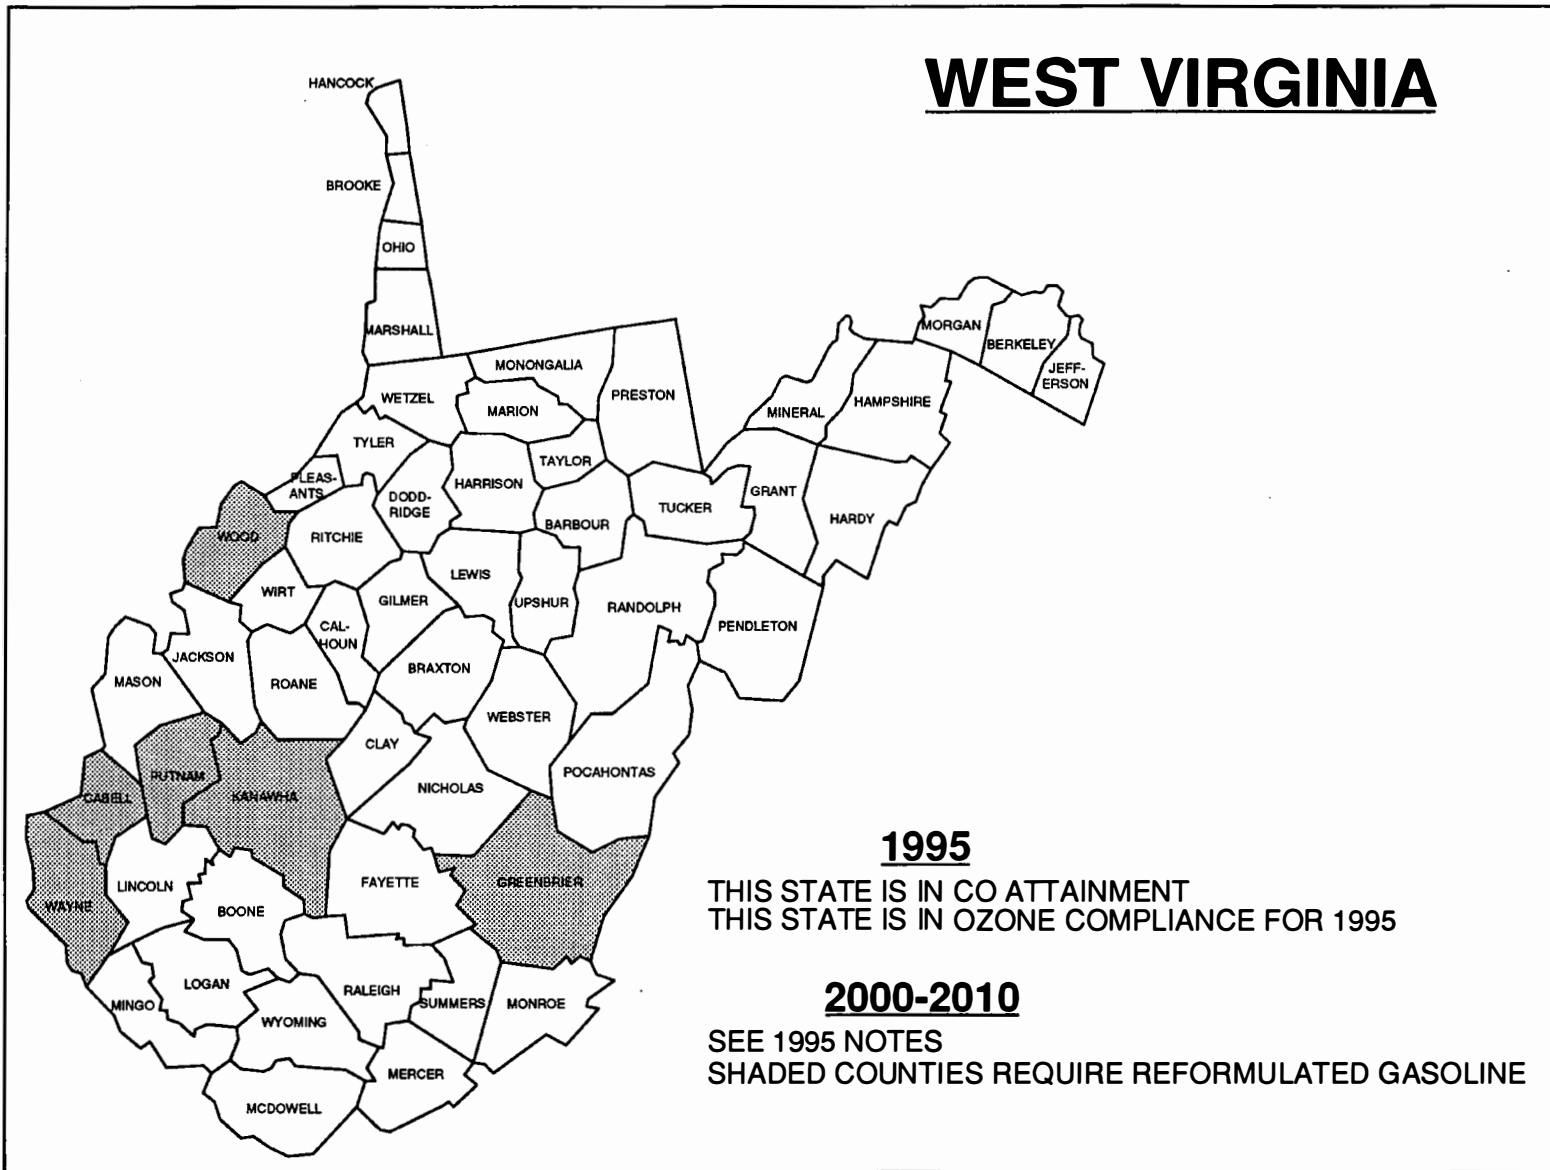 WEST VIRGINIA
HANCOCK
BROOKE
OHIO
MARSHALL
MONONGALIA
WETZEL
MARION
PRESTON
MORGAN
BERKELEY
JEFF-
ERSON
MINERAL
HAMPSHIRE
TYLER
TAYLOR
PLEAS-
ANTS
DODD-
RIDGE
HARRISON
BARBOUR
TUCKER
GRANT
HARDY
WOOD
RITCHIE
WIRT
LEWIS
GILMER
UPSHUR
RANDOLPH
PENDLETON
CAL-
HOUN
JACKSON
BRAXTON
MASON
ROANE
WEBSTER
CLAY
POCAHONTAS
PUTNAM
NICHOLAS
CABELL
KANAWHA
LINCOLN
FAYETTE
GREENBRIER
WAYNE
BOONE
LOGAN
RALEIGH
MINGO
SUMMERS
MONROE
WYOMING
MERCER
MCDOWELL
1995
THIS STATE IS IN CO ATTAINMENT
THIS STATE IS IN OZONE COMPLIANCE FOR 1995
2000-2010
SEE 1995 NOTES
SHADED COUNTIES REQUIRE REFORMULATED GASOLINE